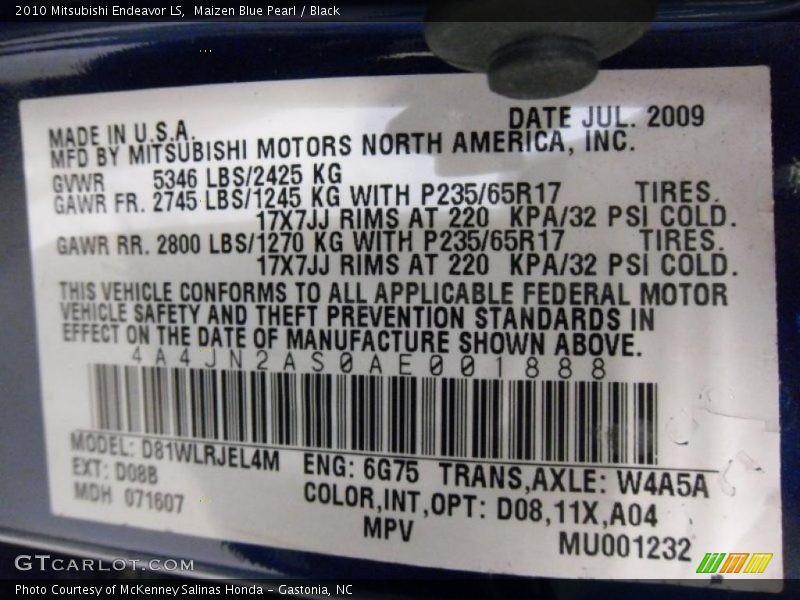 2010 Mitsubishi Endeavor LS,  Maizen Blue Pearl / Black
DATE JUL. 2009
MADE IN U.S.A.
MFD BY MITSUBISHI MOTORS NORTH AMERICA, INC.
GVWR 5346 LBS/2425 KG
GAWR FR. 2745 LBS/1245 KG WITH P235/65R17 TIRES.
17X7JJ RIMS AT 220 KPA/32 PSI COLD.
GAWR RR. 2800 LBS/1270 KG WITH P235/65R17 TIRES.
17X7JJ RIMS AT 220 KPA/32 PSI COLD.
THIS VEHICLE CONFORMS TO ALL APPLICABLE FEDERAL MOTOR
VEHICLE SAFETY AND THEFT PREVENTION STANDARDS IN
EFFECT ON THE DATE OF MANUFACTURE SHOWN ABOVE.
4A4JN2AS0AE001888
MODEL: D81WLRJEL4M ENG: 6G75 TRANS,AXLE: W4A5A
EXT: D08B COLOR,INT,OPT: D08,11X,A04
MDH 071607 MPV MU001232
GTCARLOT.COM
Photo Courtesy of McKenney Salinas Honda - Gastonia, NC